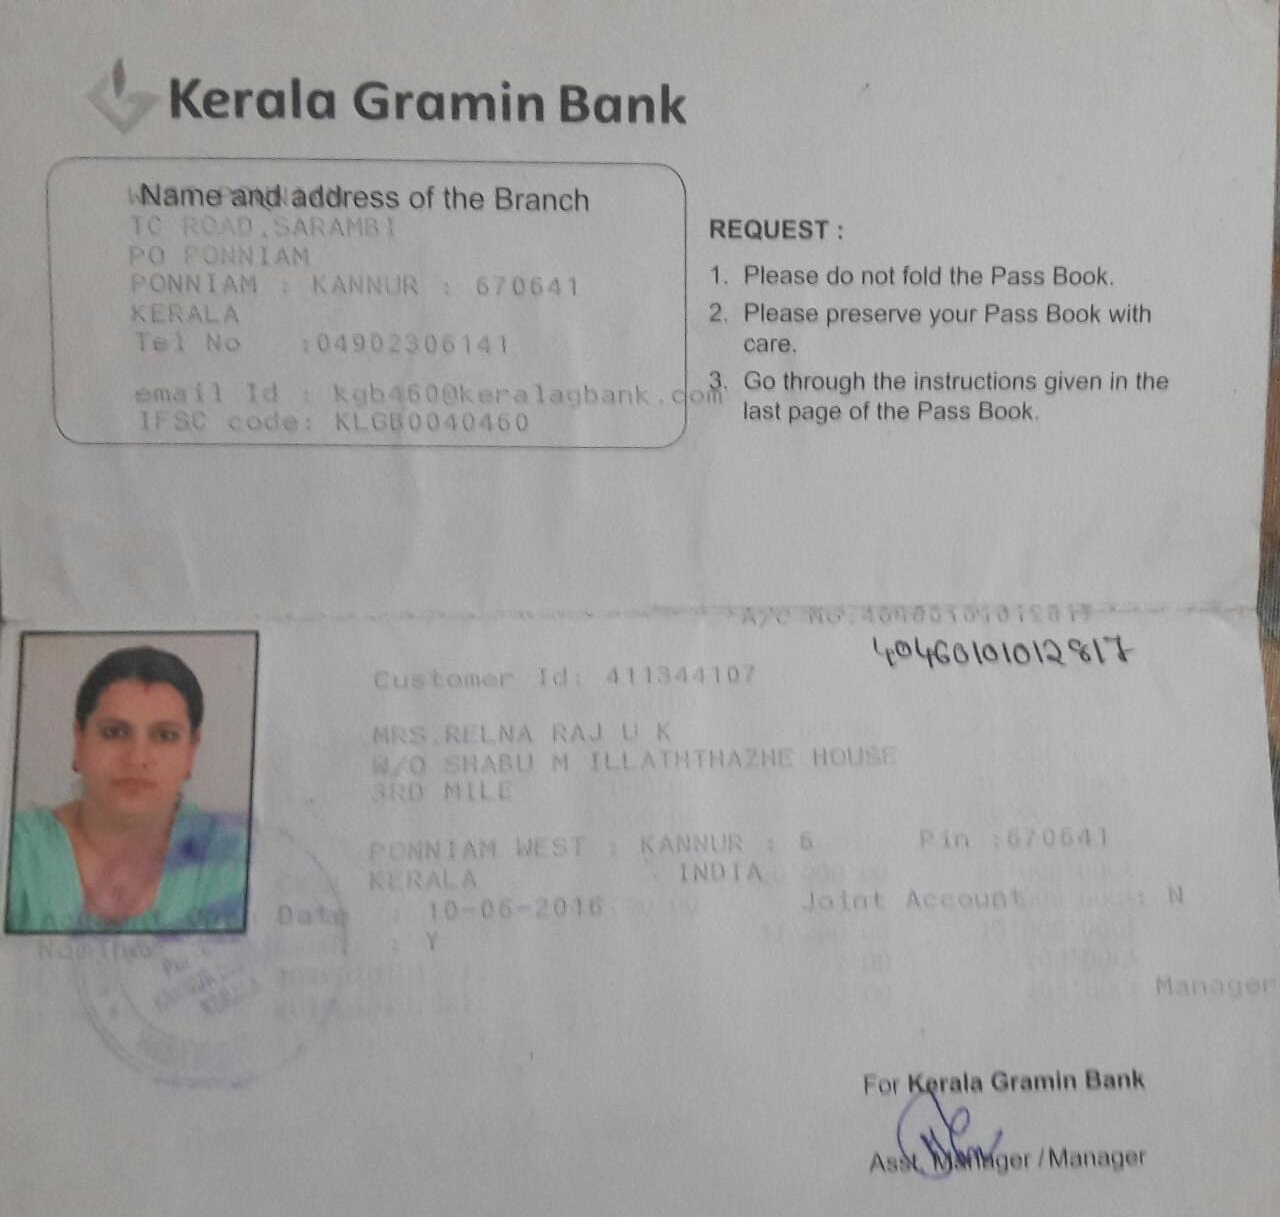 Kerala Gramin Bank
Name and address of the Branch
TC ROAD,SARAMBI
PO PONNIAM
PONNIAM : KANNUR : 670641
KERALA
Tel No :04902306141
email Id : kgb460@keralagbank.com
IFSC code: KLGB0040460
REQUEST :
1. Please do not fold the Pass Book.
2. Please preserve your Pass Book with
care.
3. Go through the instructions given in the
last page of the Pass Book.
A/C No:40460101012817
40460101012817
Customer Id: 411344107
MRS.RELNA RAJ U K
W/O SHABU M ILLATHTHAZHE HOUSE
3RD MILE
PONNIAM WEST : KANNUR : 6 Pin :670641
KERALA INDIA
Account Open Date : 10-06-2016 Joint Account : N
: Y
Manager
For Kerala Gramin Bank
Asst. Manager / Manager